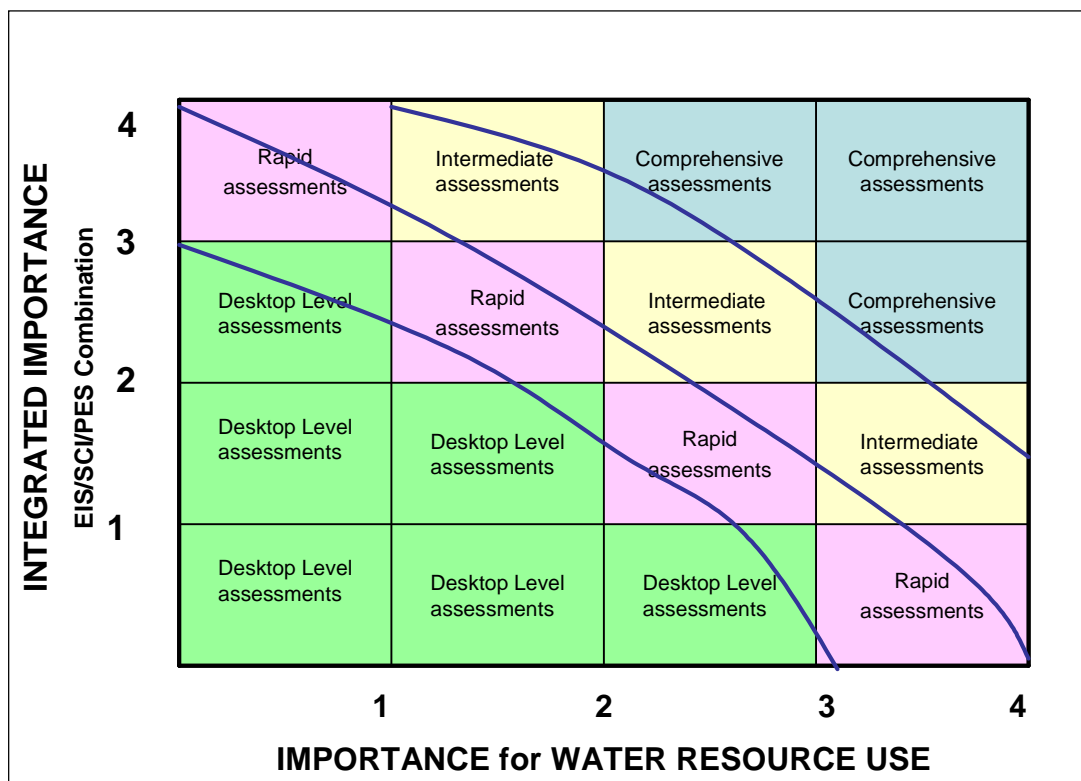 INTEGRATED IMPORTANCE
EIS/SCI/PES Combination
4
Rapid
assessments
Intermediate
assessments
Comprehensive
assessments
Comprehensive
assessments
3
Desktop Level
assessments
Rapid
assessments
Intermediate
assessments
Comprehensive
assessments
2
Desktop Level
assessments
Desktop Level
assessments
Rapid
assessments
Intermediate
assessments
1
Desktop Level
assessments
Desktop Level
assessments
Desktop Level
assessments
Rapid
assessments
1 2 3 4
IMPORTANCE for WATER RESOURCE USE